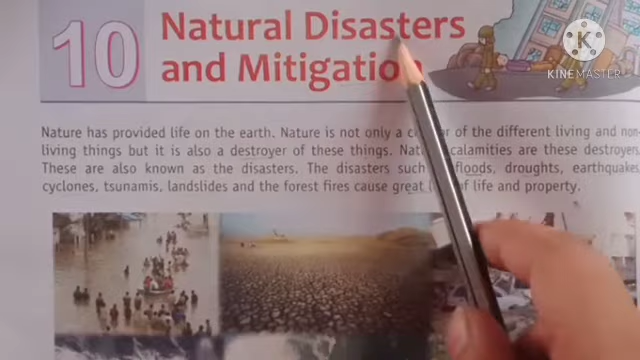 10
Natural Disasters
and Mitigation
KINEMASTER
Nature has provided life on the earth. Nature is not only a of the different living and non-
living things but it is also a destroyer of these things. calamities are these destroyers.
These are also known as the disasters. The disasters such floods, droughts, earthquakes,
cyclones, tsunamis, landslides and the forest fires cause great of life and property.